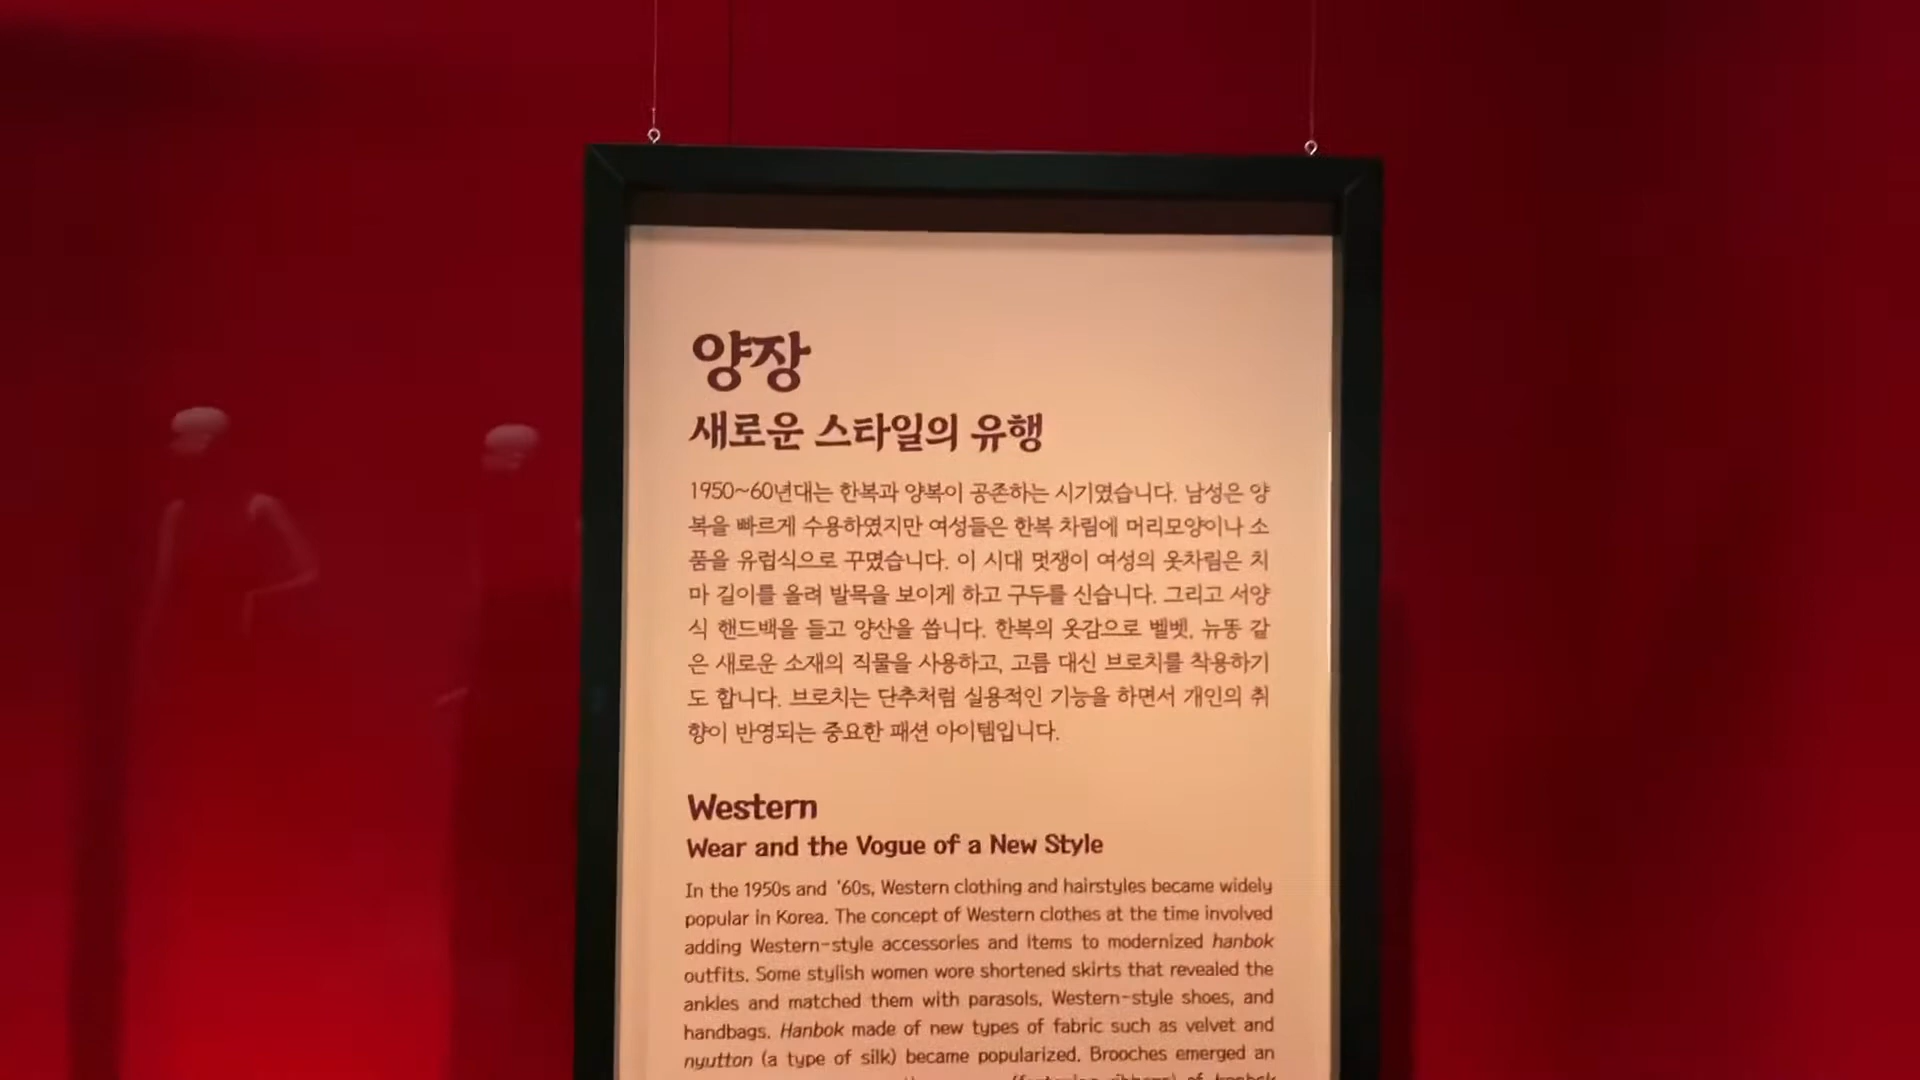 양장
새로운 스타일의 유행
1950~60년대는 한복과 양복이 공존하는 시기였습니다. 남성은 양
복을 빠르게 수용하였지만 여성들은 한복 차림에 머리모양이나 소
품을 유럽식으로 꾸몄습니다. 이 시대 멋쟁이 여성의 옷차림은 치
마 길이를 올려 발목을 보이게 하고 구두를 신습니다. 그리고 서양
식 핸드백을 들고 양산을 씁니다. 한복의 옷감으로 벨벳, 뉴똥 같
은 새로운 소재의 직물을 사용하고, 고름 대신 브로치를 착용하기
도 합니다. 브로치는 단추처럼 실용적인 기능을 하면서 개인의 취
향이 반영되는 중요한 패션 아이템입니다.
Western
Wear and the Vogue of a New Style
In the 1950s and '60s, Western clothing and hairstyles became widely
popular in Korea. The concept of Western clothes at the time involved
adding Western-style accessories and items to modernized hanbok
outfits. Some stylish women wore shortened skirts that revealed the
ankles and matched them with parasols, Western-style shoes, and
handbags. Hanbok made of new types of fabric such as velvet and
nyutton (a type of silk) became popularized. Brooches emerged an